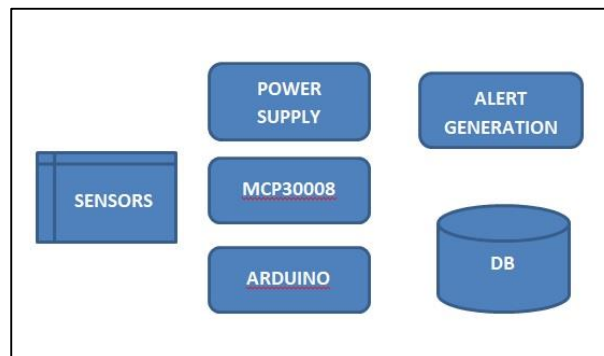 POWER
SUPPLY
ALERT
GENERATION
SENSORS
MCP30008
ARDUINO
DB